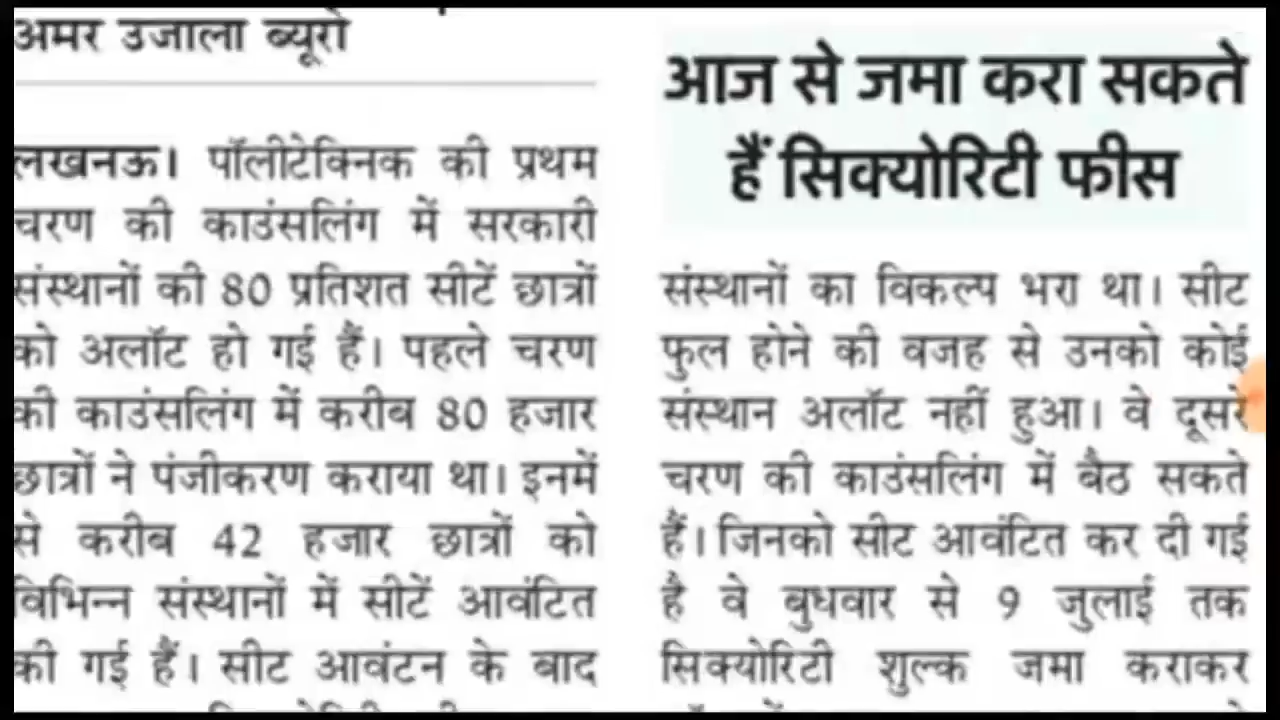 अमर उजाला ब्यूरो
लखनऊ। पॉलीटेक्निक की प्रथम
चरण की काउंसलिंग में सरकारी
संस्थानों की 80 प्रतिशत सीटें छात्रों
को अलॉट हो गई हैं। पहले चरण
की काउंसलिंग में करीब 80 हजार
छात्रों ने पंजीकरण कराया था। इनमें
से करीब 42 हजार छात्रों को
विभिन्न संस्थानों में सीटें आवंटित
की गई हैं। सीट आवंटन के बाद
आज से जमा करा सकते
हैं सिक्योरिटी फीस
संस्थानों का विकल्प भरा था। सीट
फुल होने की वजह से उनको कोई
संस्थान अलॉट नहीं हुआ। वे दूसरे
चरण की काउंसलिंग में बैठ सकते
हैं। जिनको सीट आवंटित कर दी गई
है वे बुधवार से 9 जुलाई तक
सिक्योरिटी शुल्क जमा कराकर